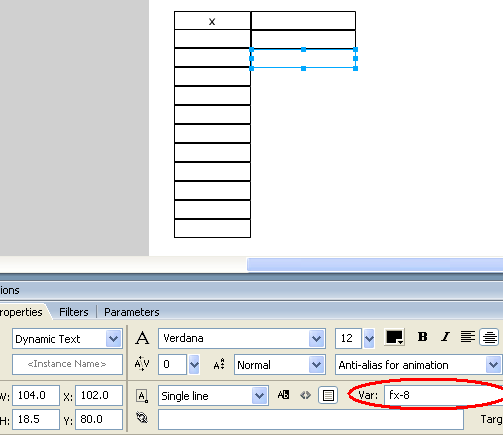 x
ions
roperties Filters Parameters
Dynamic Text A Verdana 12 B I
<Instance Name> A V 0 Normal Anti-alias for animation
W: 104.0 X: 102.0 A Single line AB Var: fx-8
H: 18.5 Y: 80.0 Targ